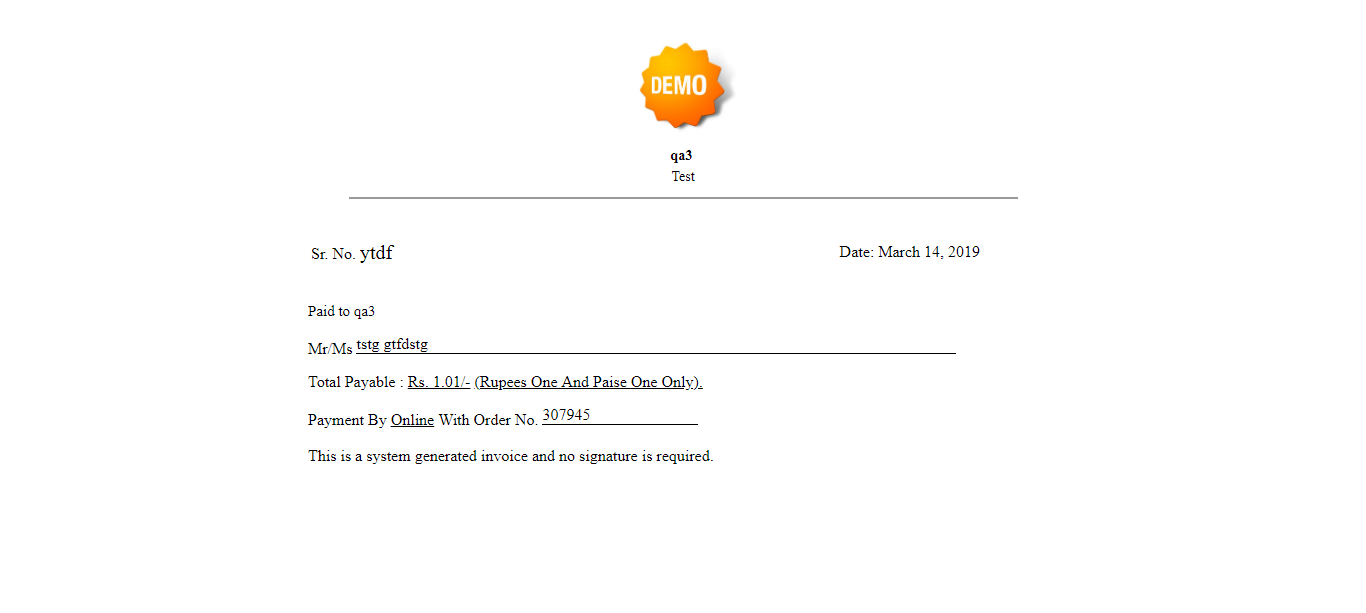 DEMO
qa3
Test
Sr. No. ytdf Date: March 14, 2019
Paid to qa3
Mr/Ms tstg gtfdstg
Total Payable : Rs. 1.01/- (Rupees One And Paise One Only).
Payment By Online With Order No. 307945
This is a system generated invoice and no signature is required.